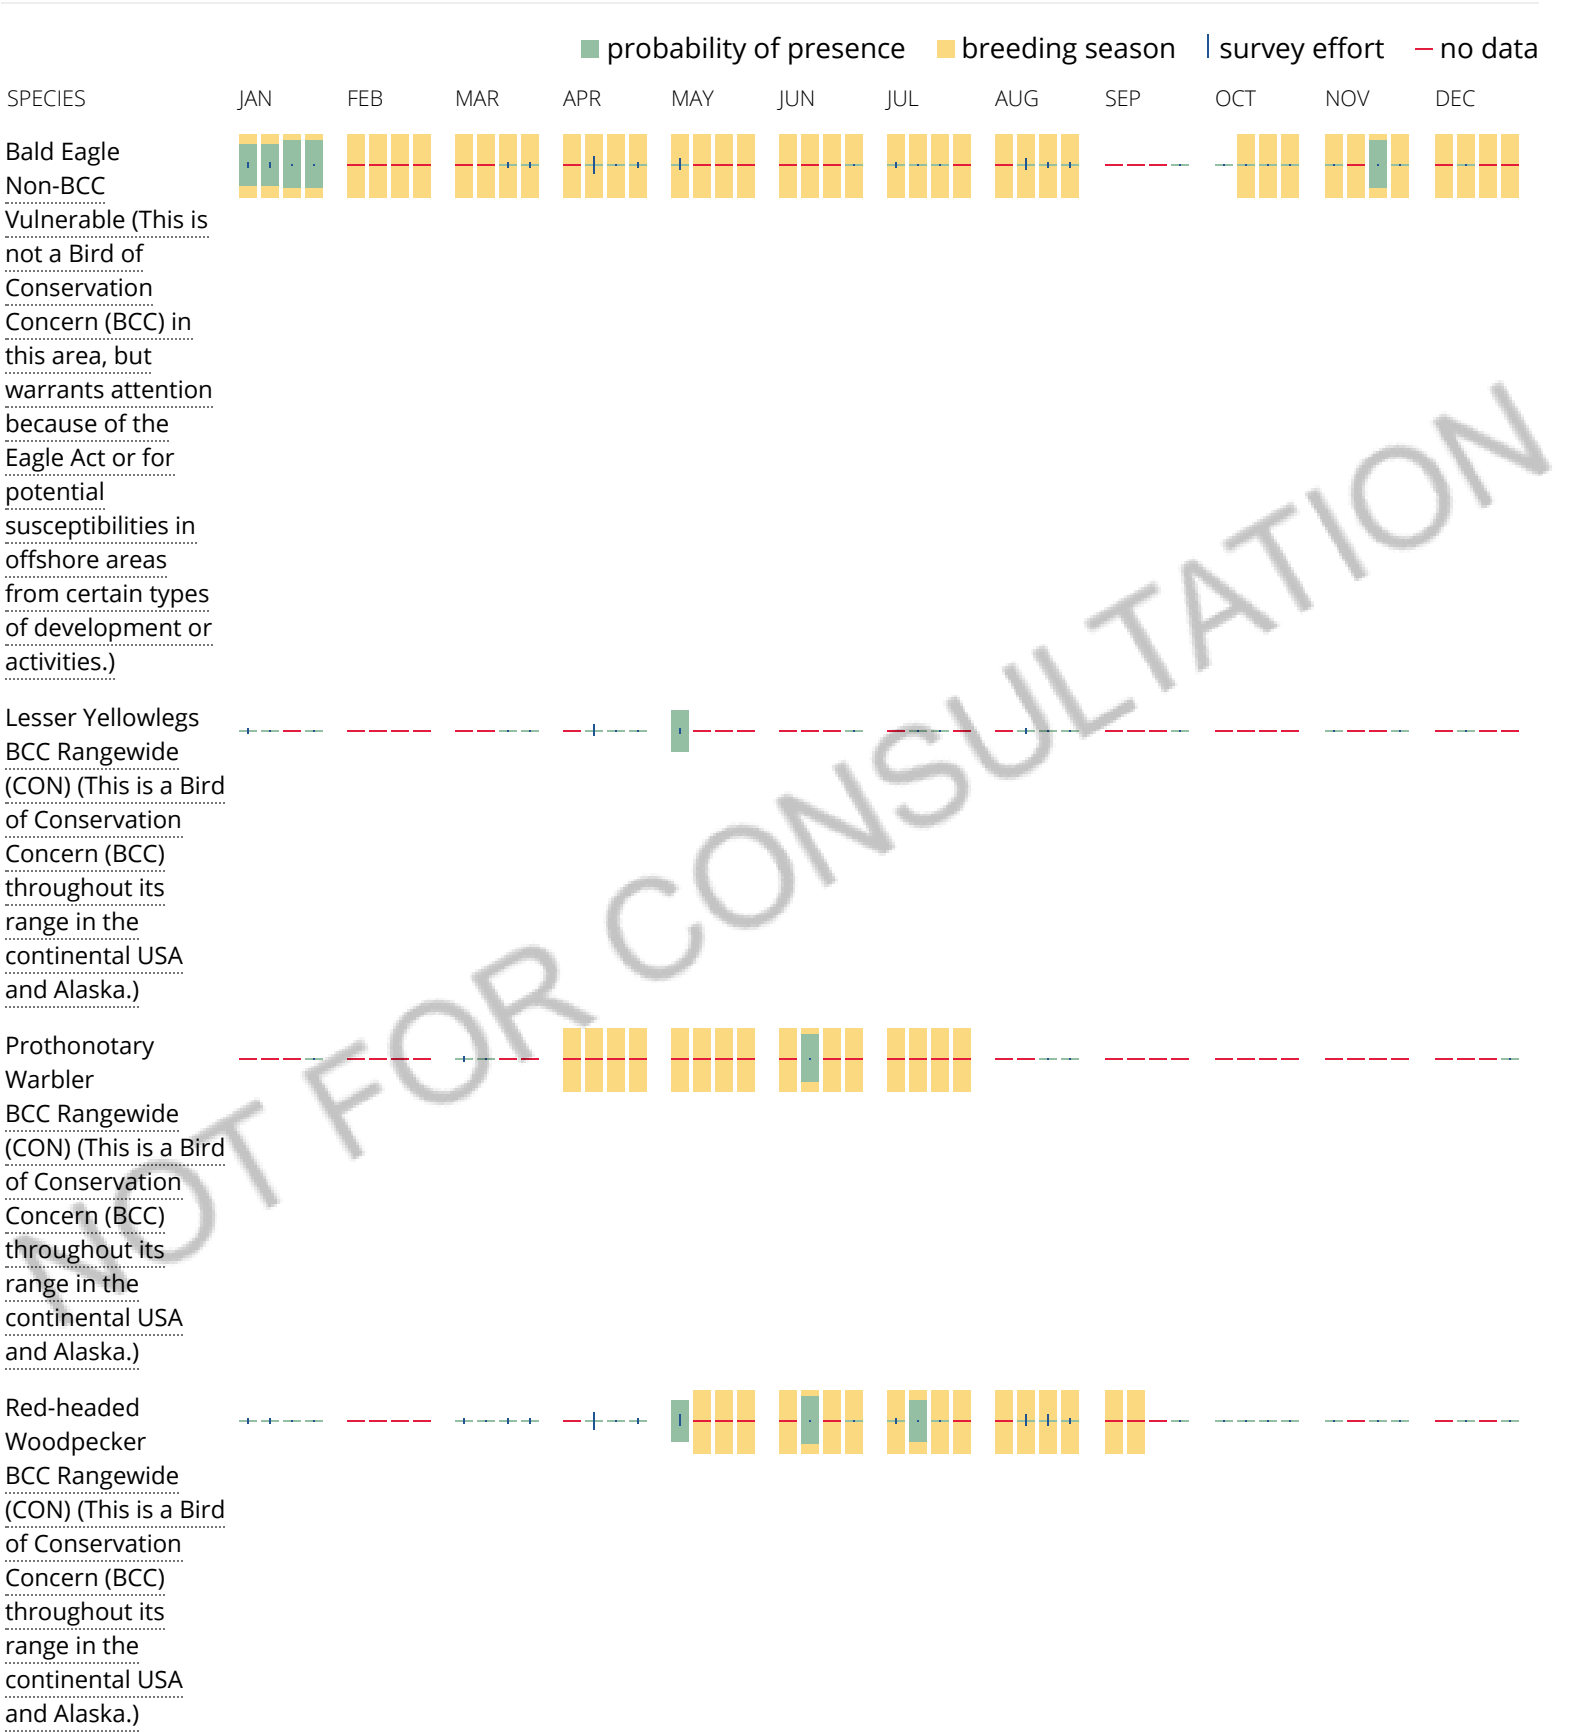 probability of presence breeding season survey effort no data
SPECIES JAN FEB MAR APR MAY JUN JUL AUG SEP OCT NOV DEC
Bald Eagle
Non-BCC
Vulnerable (This is
not a Bird of
Conservation
Concern (BCC) in
this area, but
warrants attention
because of the
Eagle Act or for
potential
susceptibilities in
offshore areas
from certain types
of development or
activities.)
Lesser Yellowlegs
BCC Rangewide
(CON) (This is a Bird
of Conservation
Concern (BCC)
throughout its
range in the
continental USA
and Alaska.)
Prothonotary
Warbler
BCC Rangewide
(CON) (This is a Bird
of Conservation
Concern (BCC)
throughout its
range in the
continental USA
and Alaska.)
Red-headed
Woodpecker
BCC Rangewide
(CON) (This is a Bird
of Conservation
Concern (BCC)
throughout its
range in the
continental USA
and Alaska.)
NOT FOR CONSULTATION